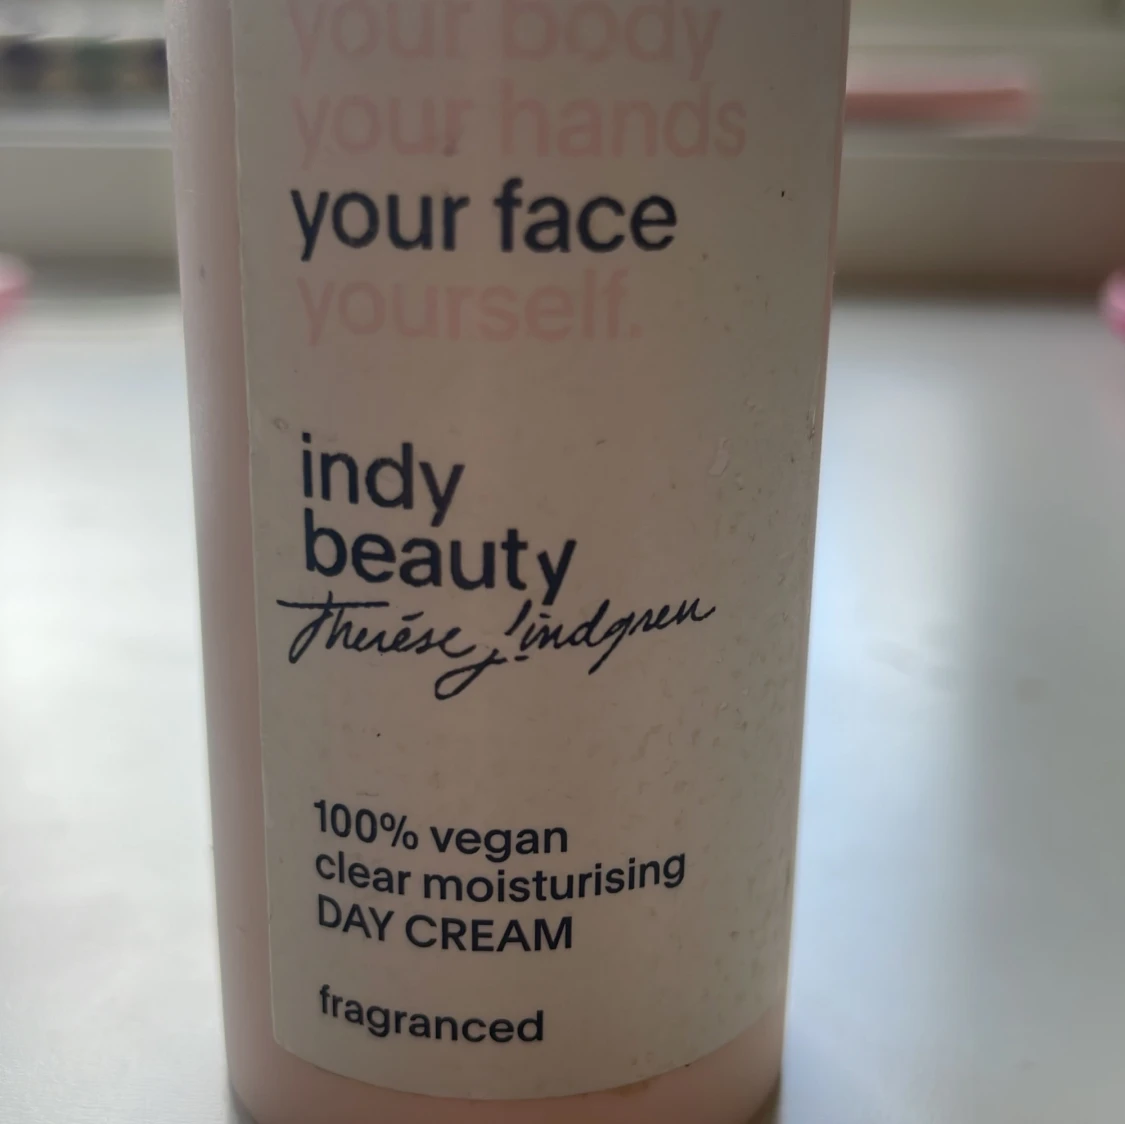 your body
your hands
your face
yourself.
indy
beauty
Therése Lindgren
100% vegan
clear moisturising
DAY CREAM
fragranced